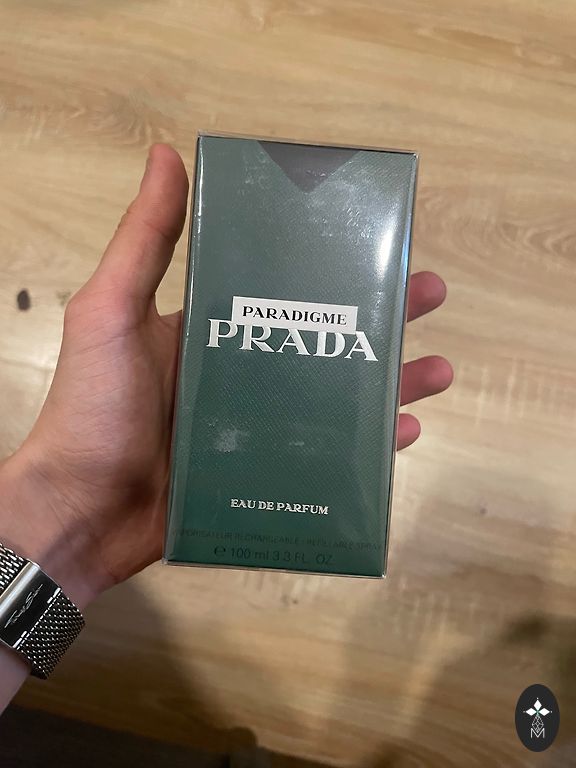 PARADIGME
PRADA
EAU DE PARFUM
VAPORISATEUR RECHARGEABLE - REFILLABLE SPRAY
℮ 100 ml 3.3 FL. OZ.
M